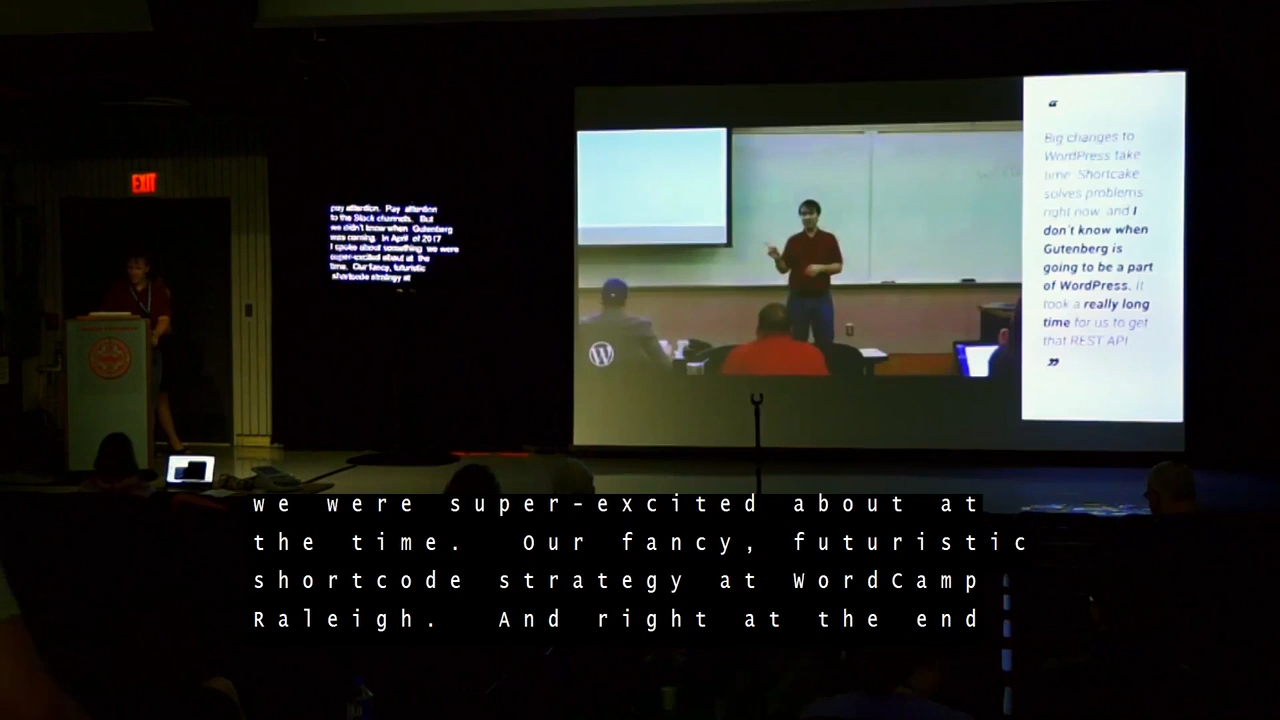 EXIT
pay attention. Pay attention
to the Slack channels. But
we didn't know when Gutenberg
was coming. In April of 2017
I spoke about something we were
super-excited about at the
time. Our fancy, futuristic
shortcode strategy at
“
Big changes to
WordPress take
time. Shortcake
solves problems
right now, and I
don't know when
Gutenberg is
going to be a part
of WordPress. It
took a really long
time for us to get
that REST API
”
we were super-excited about at
the time. Our fancy, futuristic
shortcode strategy at WordCamp
Raleigh. And right at the end